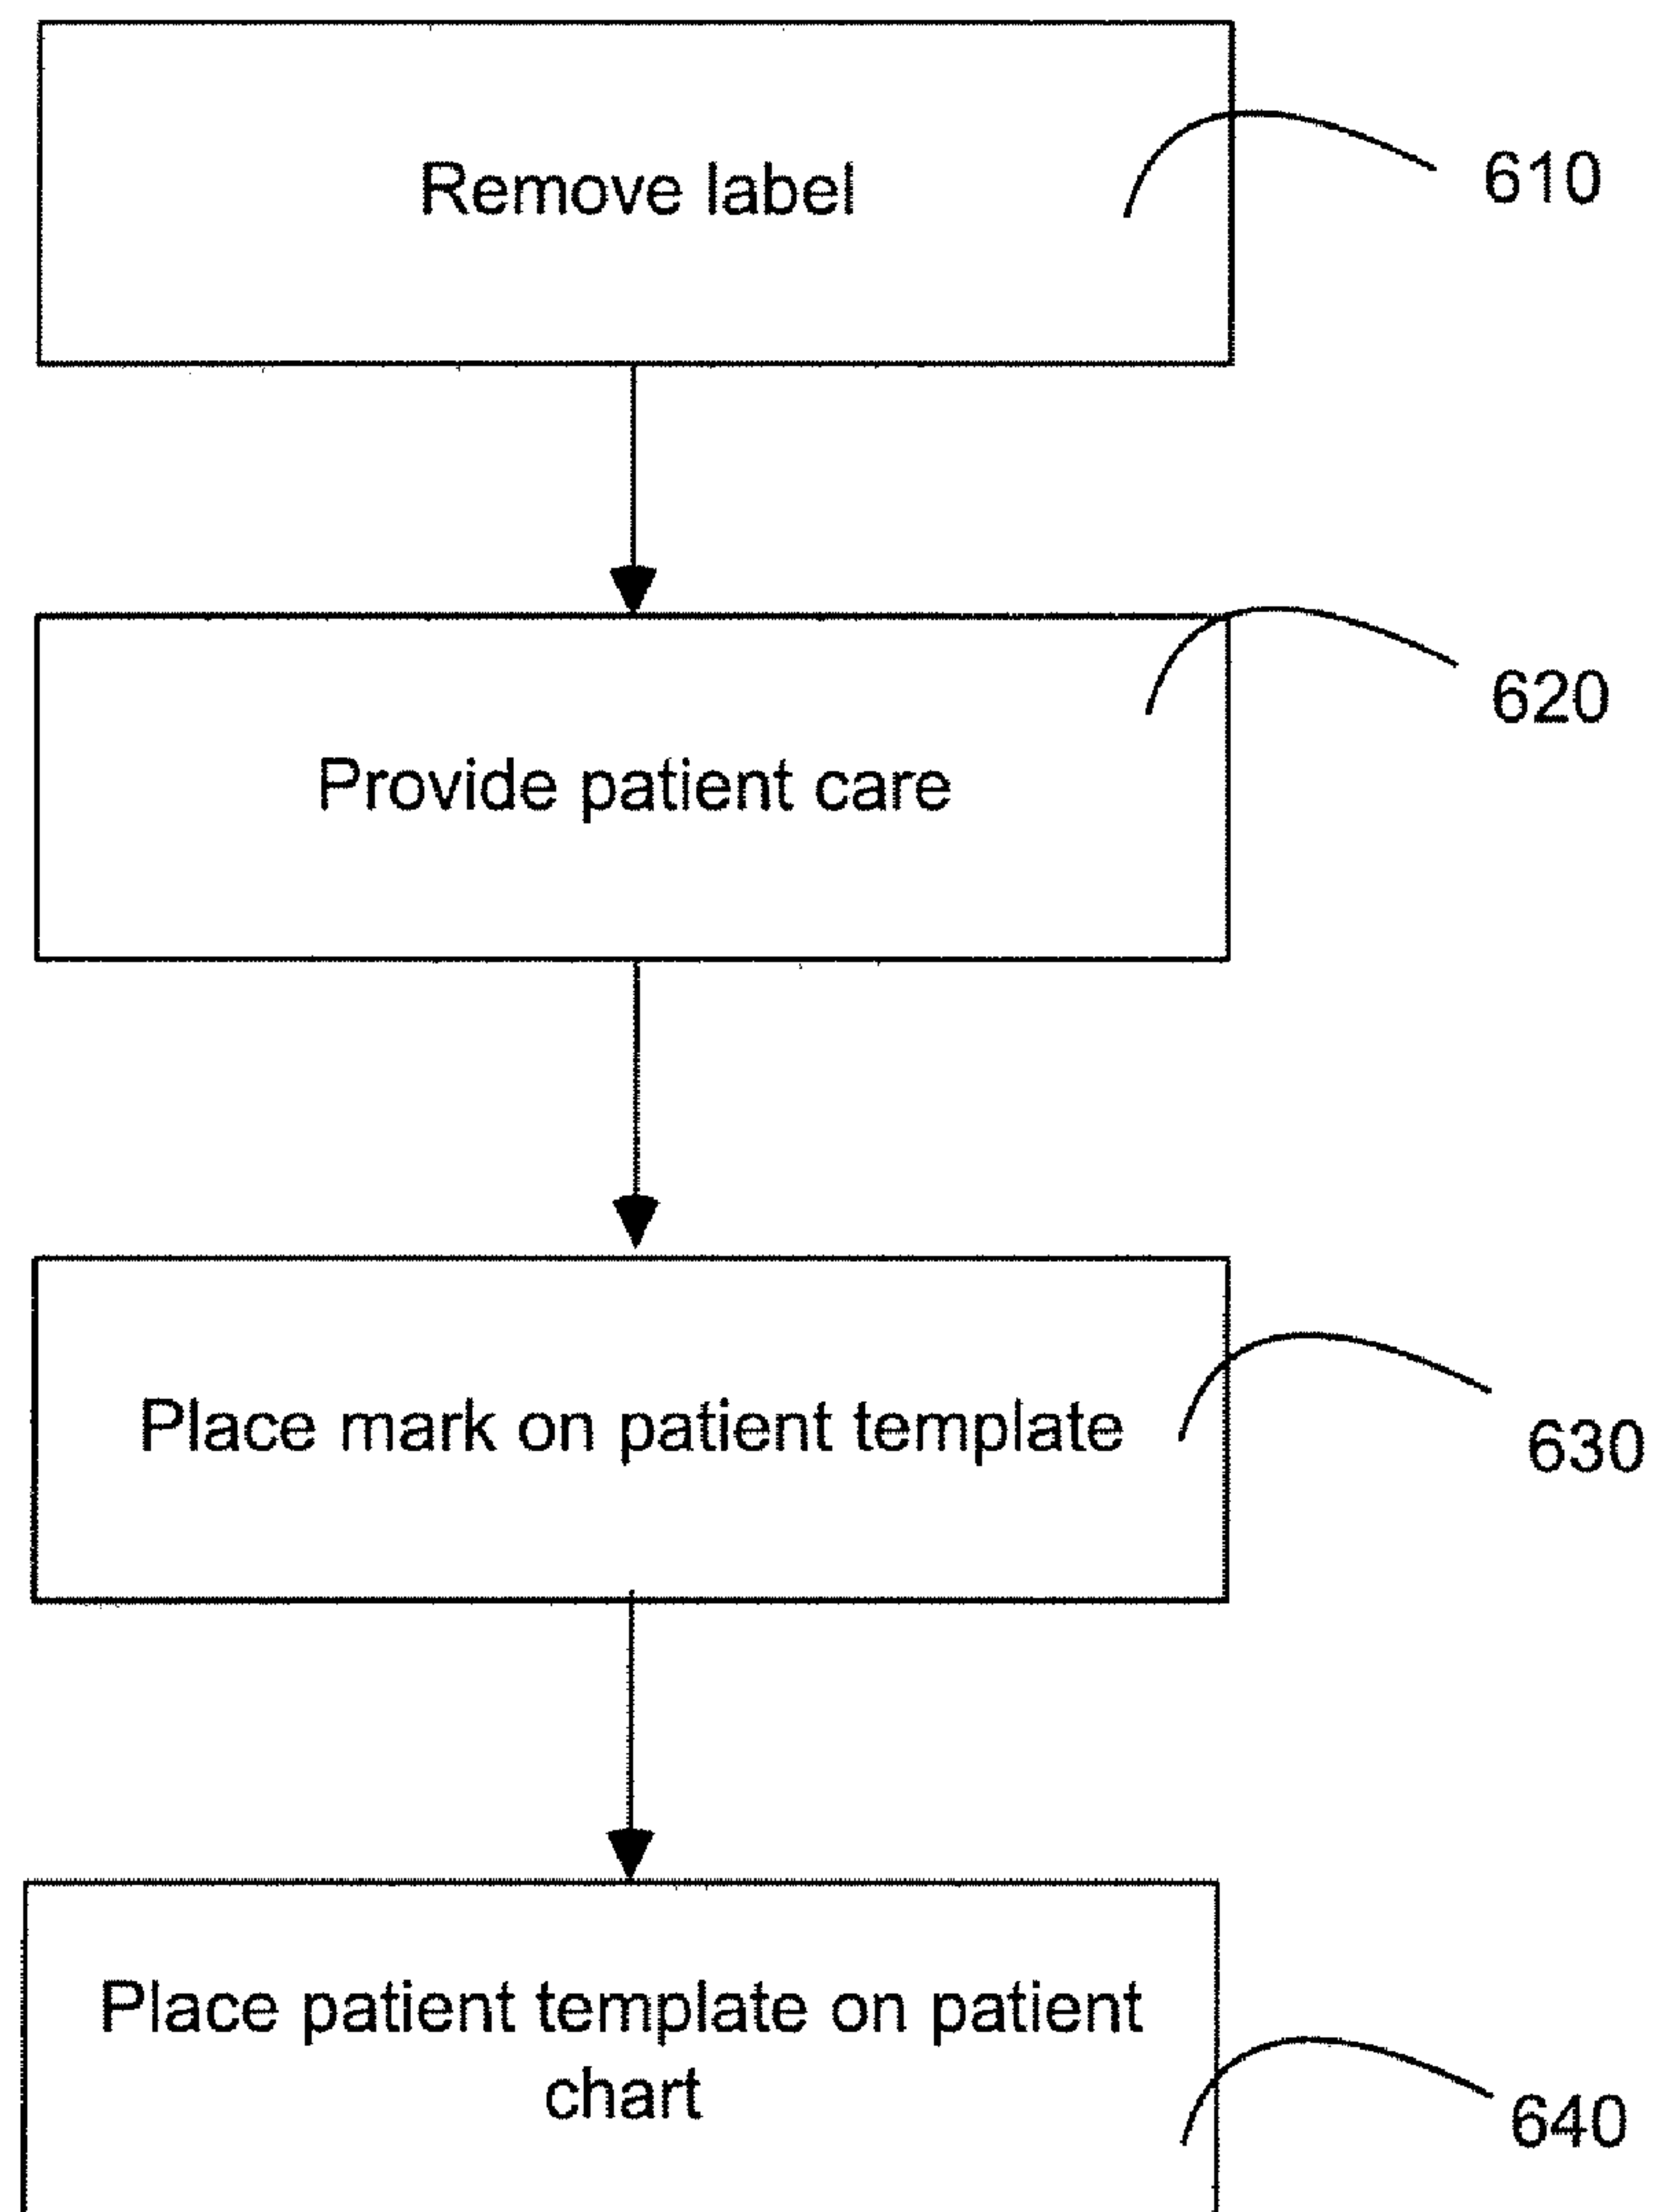 Remove label
610
Provide patient care
620
Place mark on patient template
630
Place patient template on patient
chart
640